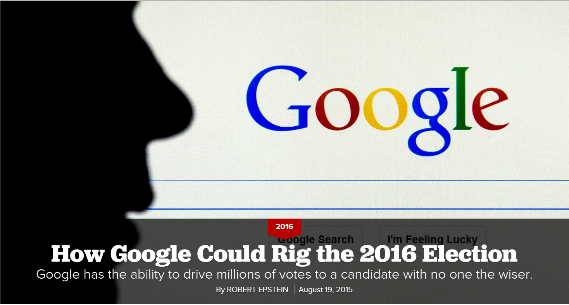 Google
2016
Google Search I'm Feeling Lucky
How Google Could Rig the 2016 Election
Google has the ability to drive millions of votes to a candidate with no one the wiser.
By ROBERT EPSTEIN | August 19, 2015